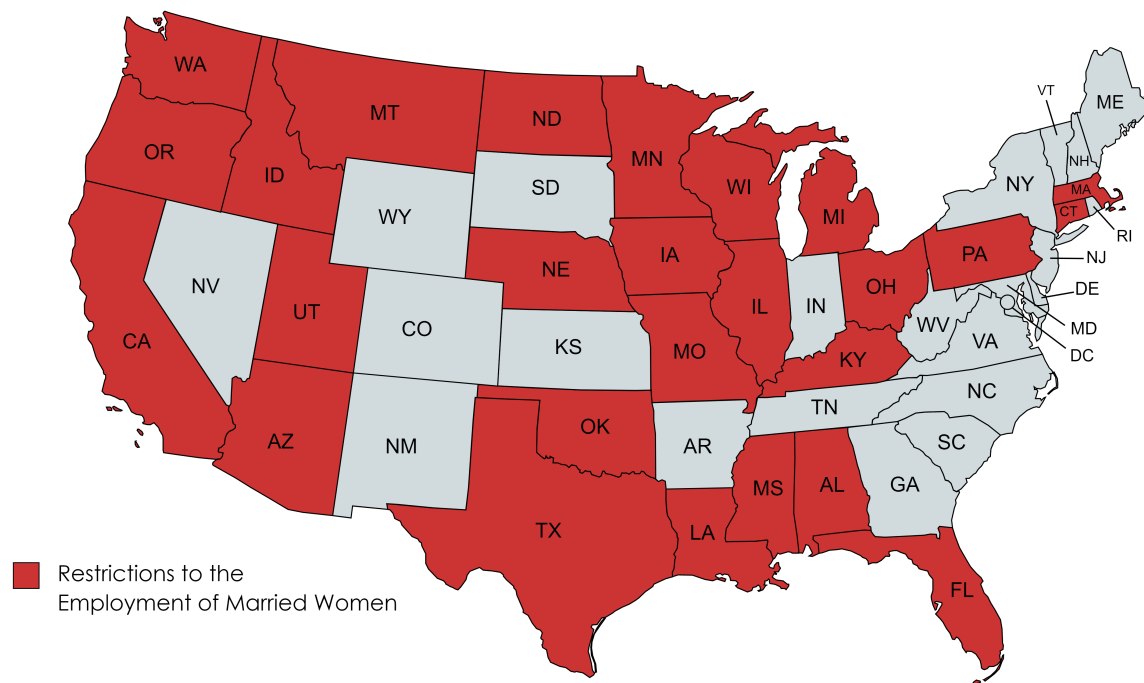 WA
MT
ND
MN
OR
ID
SD
WI
MI
WY
NE
IA
NV
UT
CO
CA
KS
MO
IL
IN
OH
PA
NY
VT
NH
ME
MA
CT
RI
NJ
DE
MD
DC
WV
VA
KY
NC
TN
SC
AZ
NM
OK
AR
MS
AL
GA
TX
LA
FL
Restrictions to the
Employment of Married Women